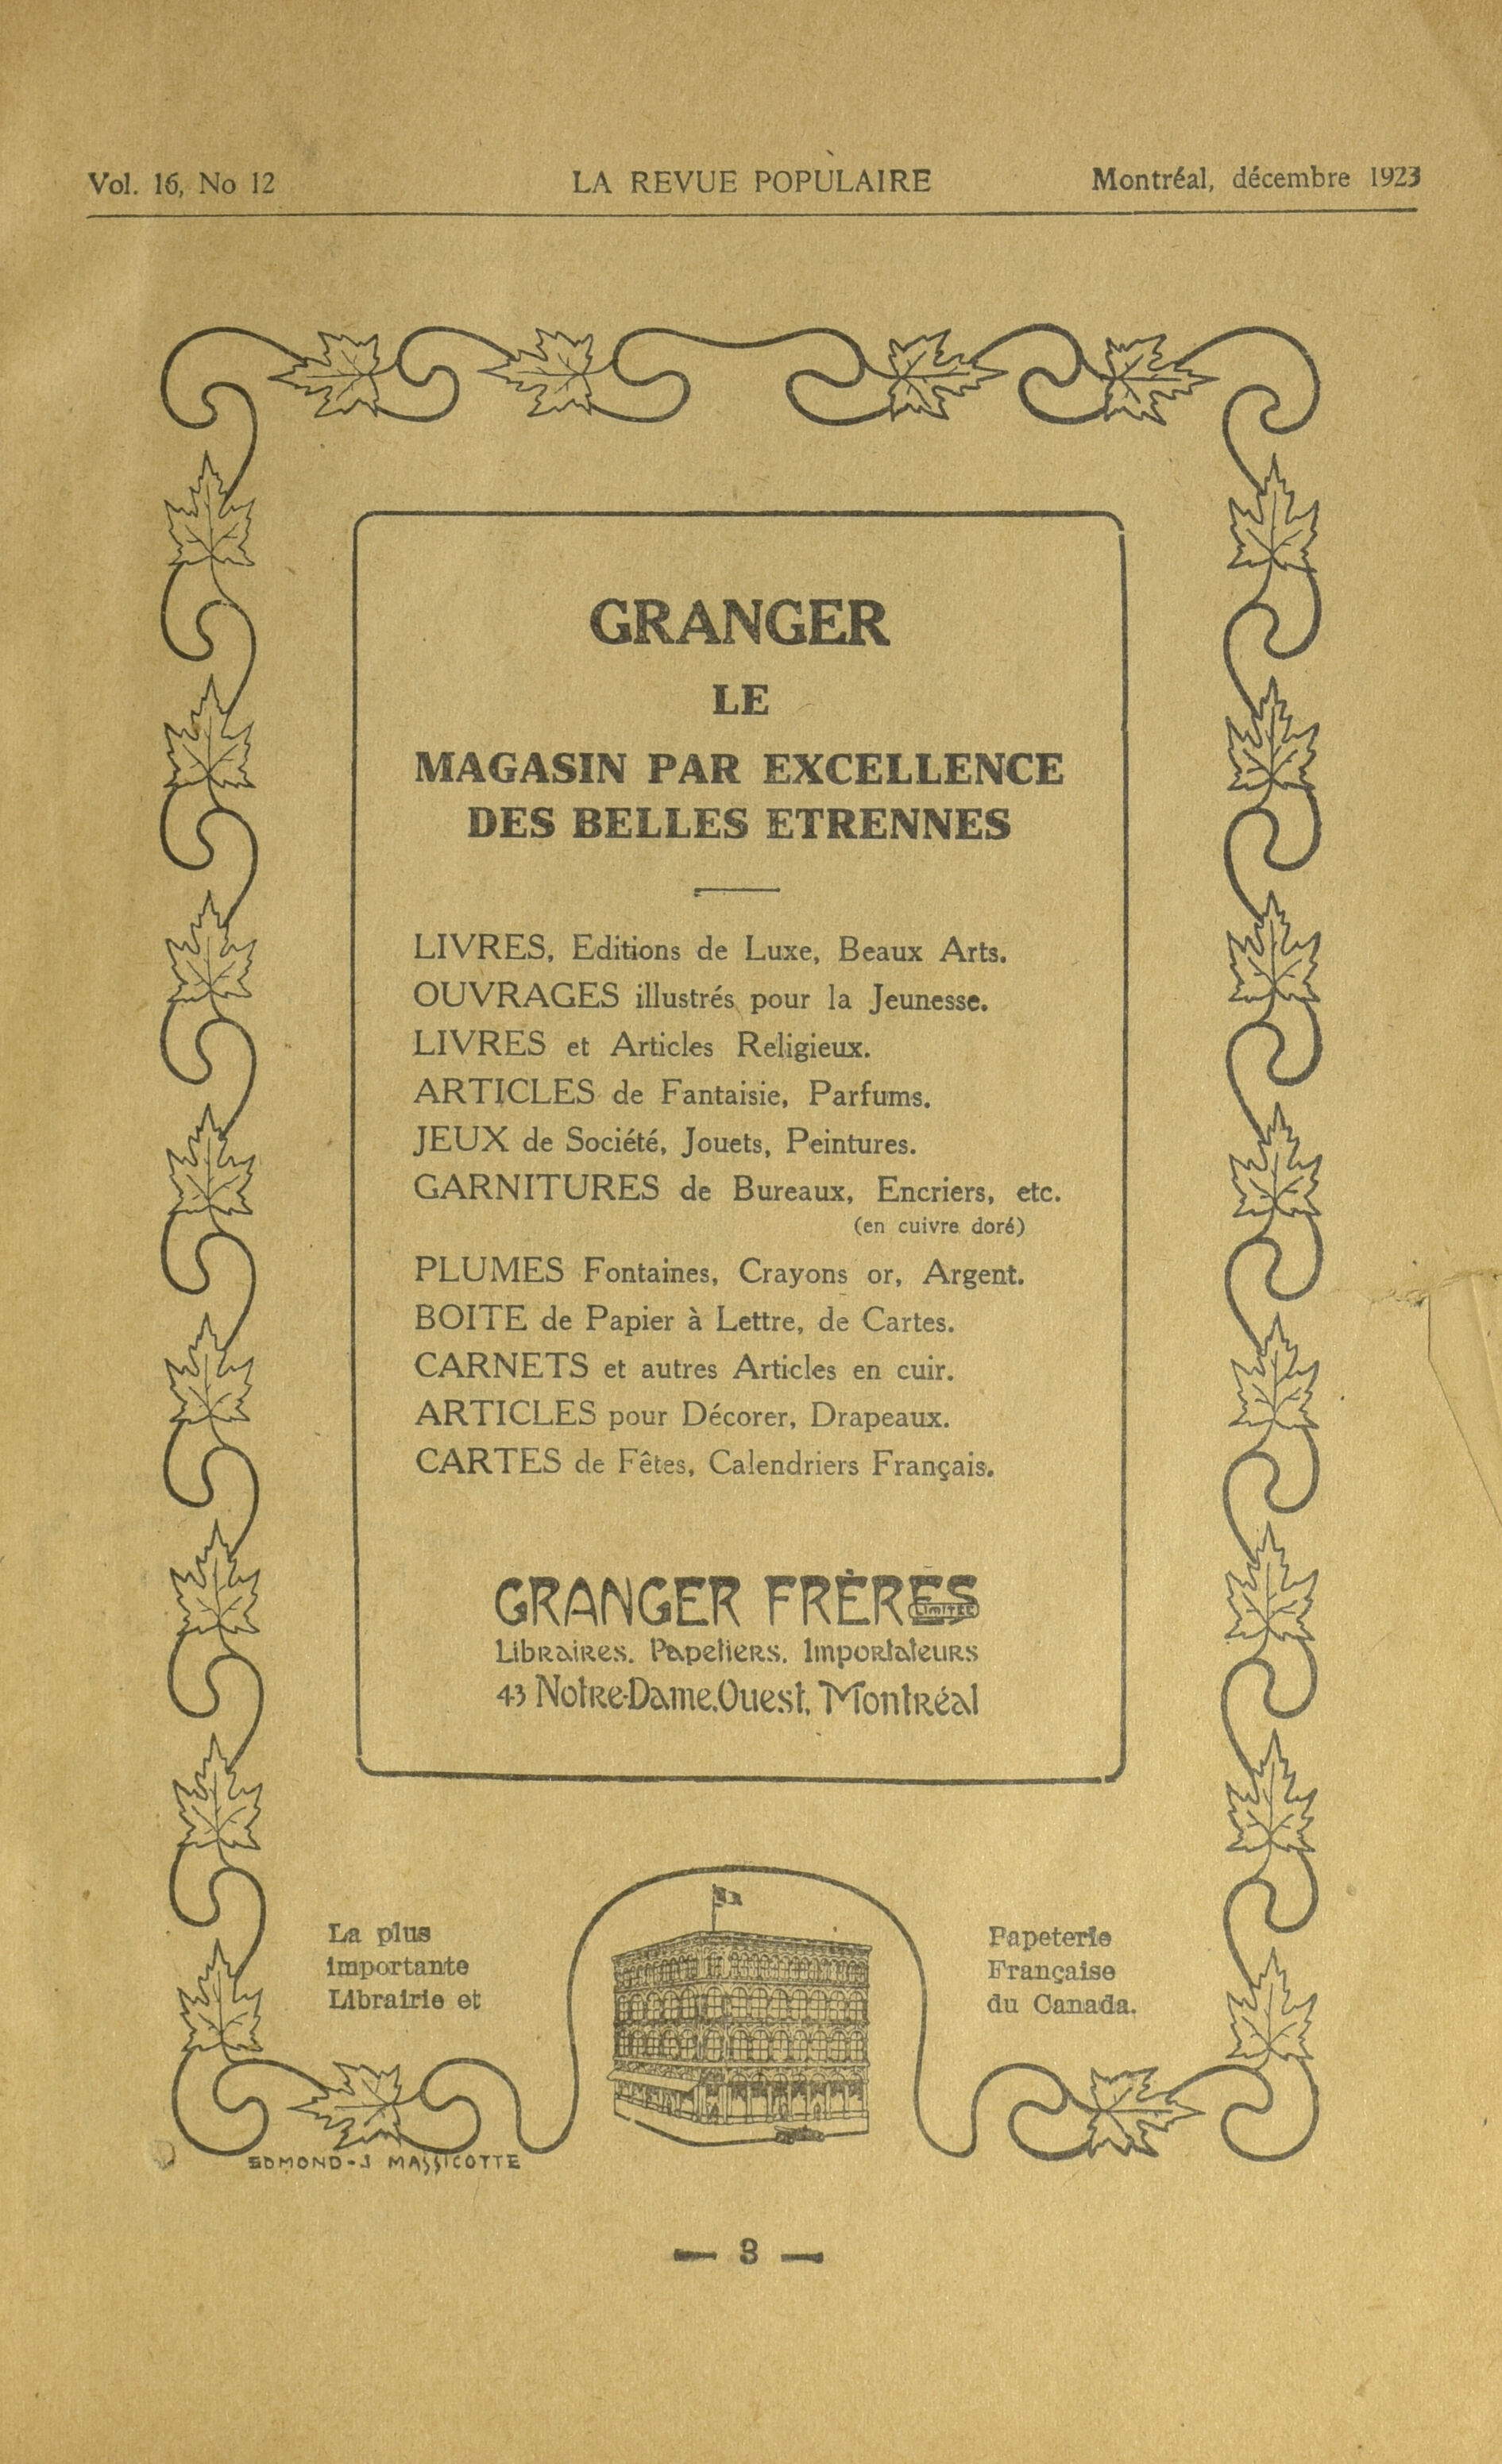 Vol. 16, No 12 LA REVUE POPULAIRE Montréal, décembre 1923
GRANGER
LE
MAGASIN PAR EXCELLENCE
DES BELLES ETRENNES
LIVRES, Editions de Luxe, Beaux Arts.
OUVRAGES illustrés pour la Jeunesse.
LIVRES et Articles Religieux.
ARTICLES de Fantaisie, Parfums.
JEUX de Société, Jouets, Peintures.
GARNITURES de Bureaux, Encriers, etc.
(en cuivre doré)
PLUMES Fontaines, Crayons or, Argent.
BOITE de Papier à Lettre, de Cartes.
CARNETS et autres Articles en cuir.
ARTICLES pour Décorer, Drapeaux.
CARTES de Fêtes, Calendriers Français.
GRANGER FRÈRES LIMITÉE
Libraires. Papetiers. Importateurs
43 Notre-Dame.Ouest. Montréal
La plus
importante
Librairie et
Papeterie
Française
du Canada.
EDMOND-J MASSICOTTE
— 8 —